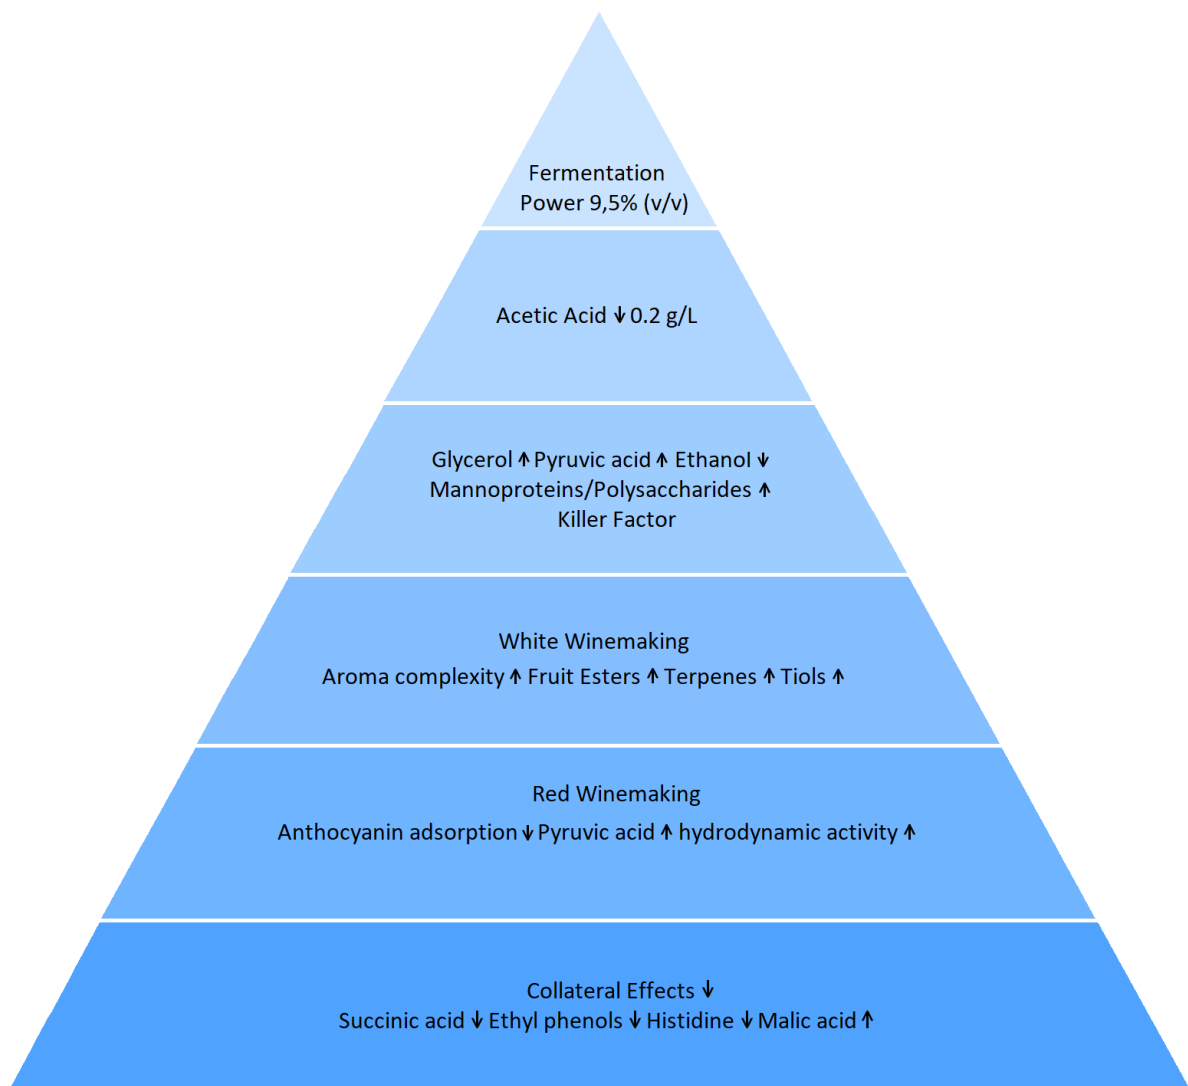 Fermentation
Power 9,5% (v/v)
Acetic Acid ↓ 0.2 g/L
Glycerol ↑ Pyruvic acid ↑ Ethanol ↓
Mannoproteins/Polysaccharides ↑
Killer Factor
White Winemaking
Aroma complexity ↑ Fruit Esters ↑ Terpenes ↑ Tiols ↑
Red Winemaking
Anthocyanin adsorption ↓ Pyruvic acid ↑ hydrodynamic activity ↑
Collateral Effects ↓
Succinic acid ↓ Ethyl phenols ↓ Histidine ↓ Malic acid ↑